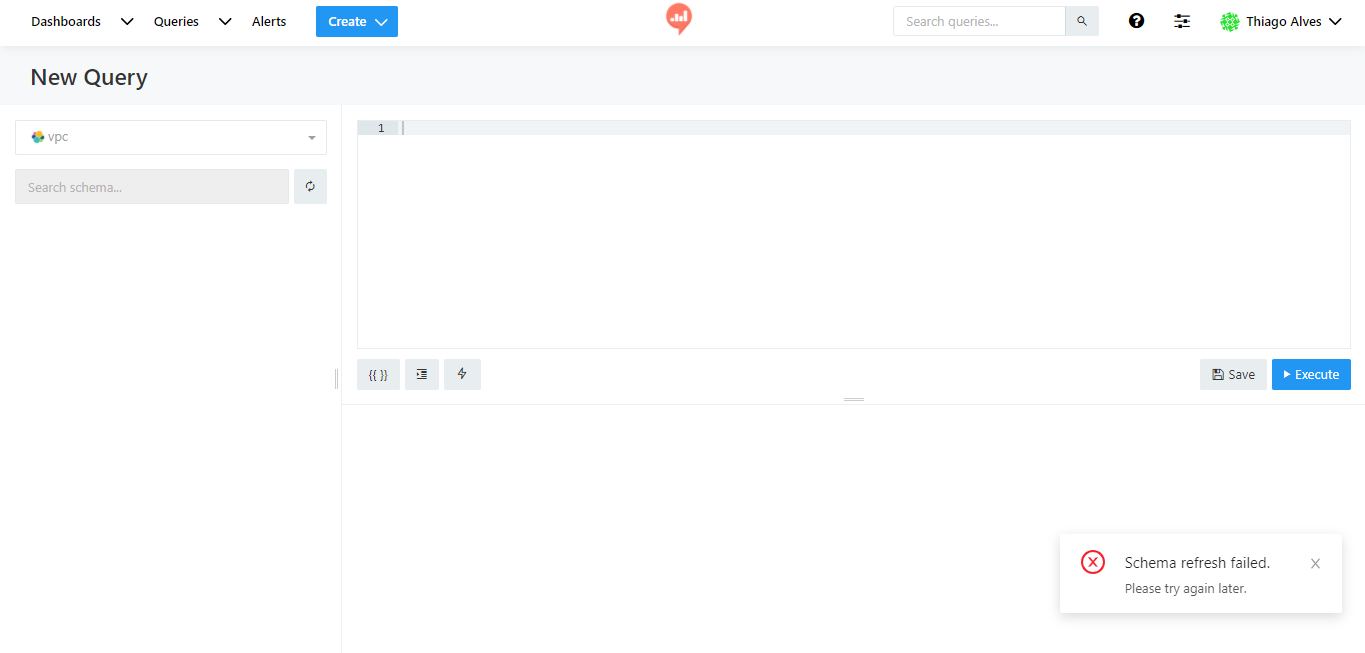 Dashboards Queries Alerts Create Search queries... Thiago Alves
New Query
vpc
Search schema...
1
{{ }} Save Execute
Schema refresh failed.
Please try again later.